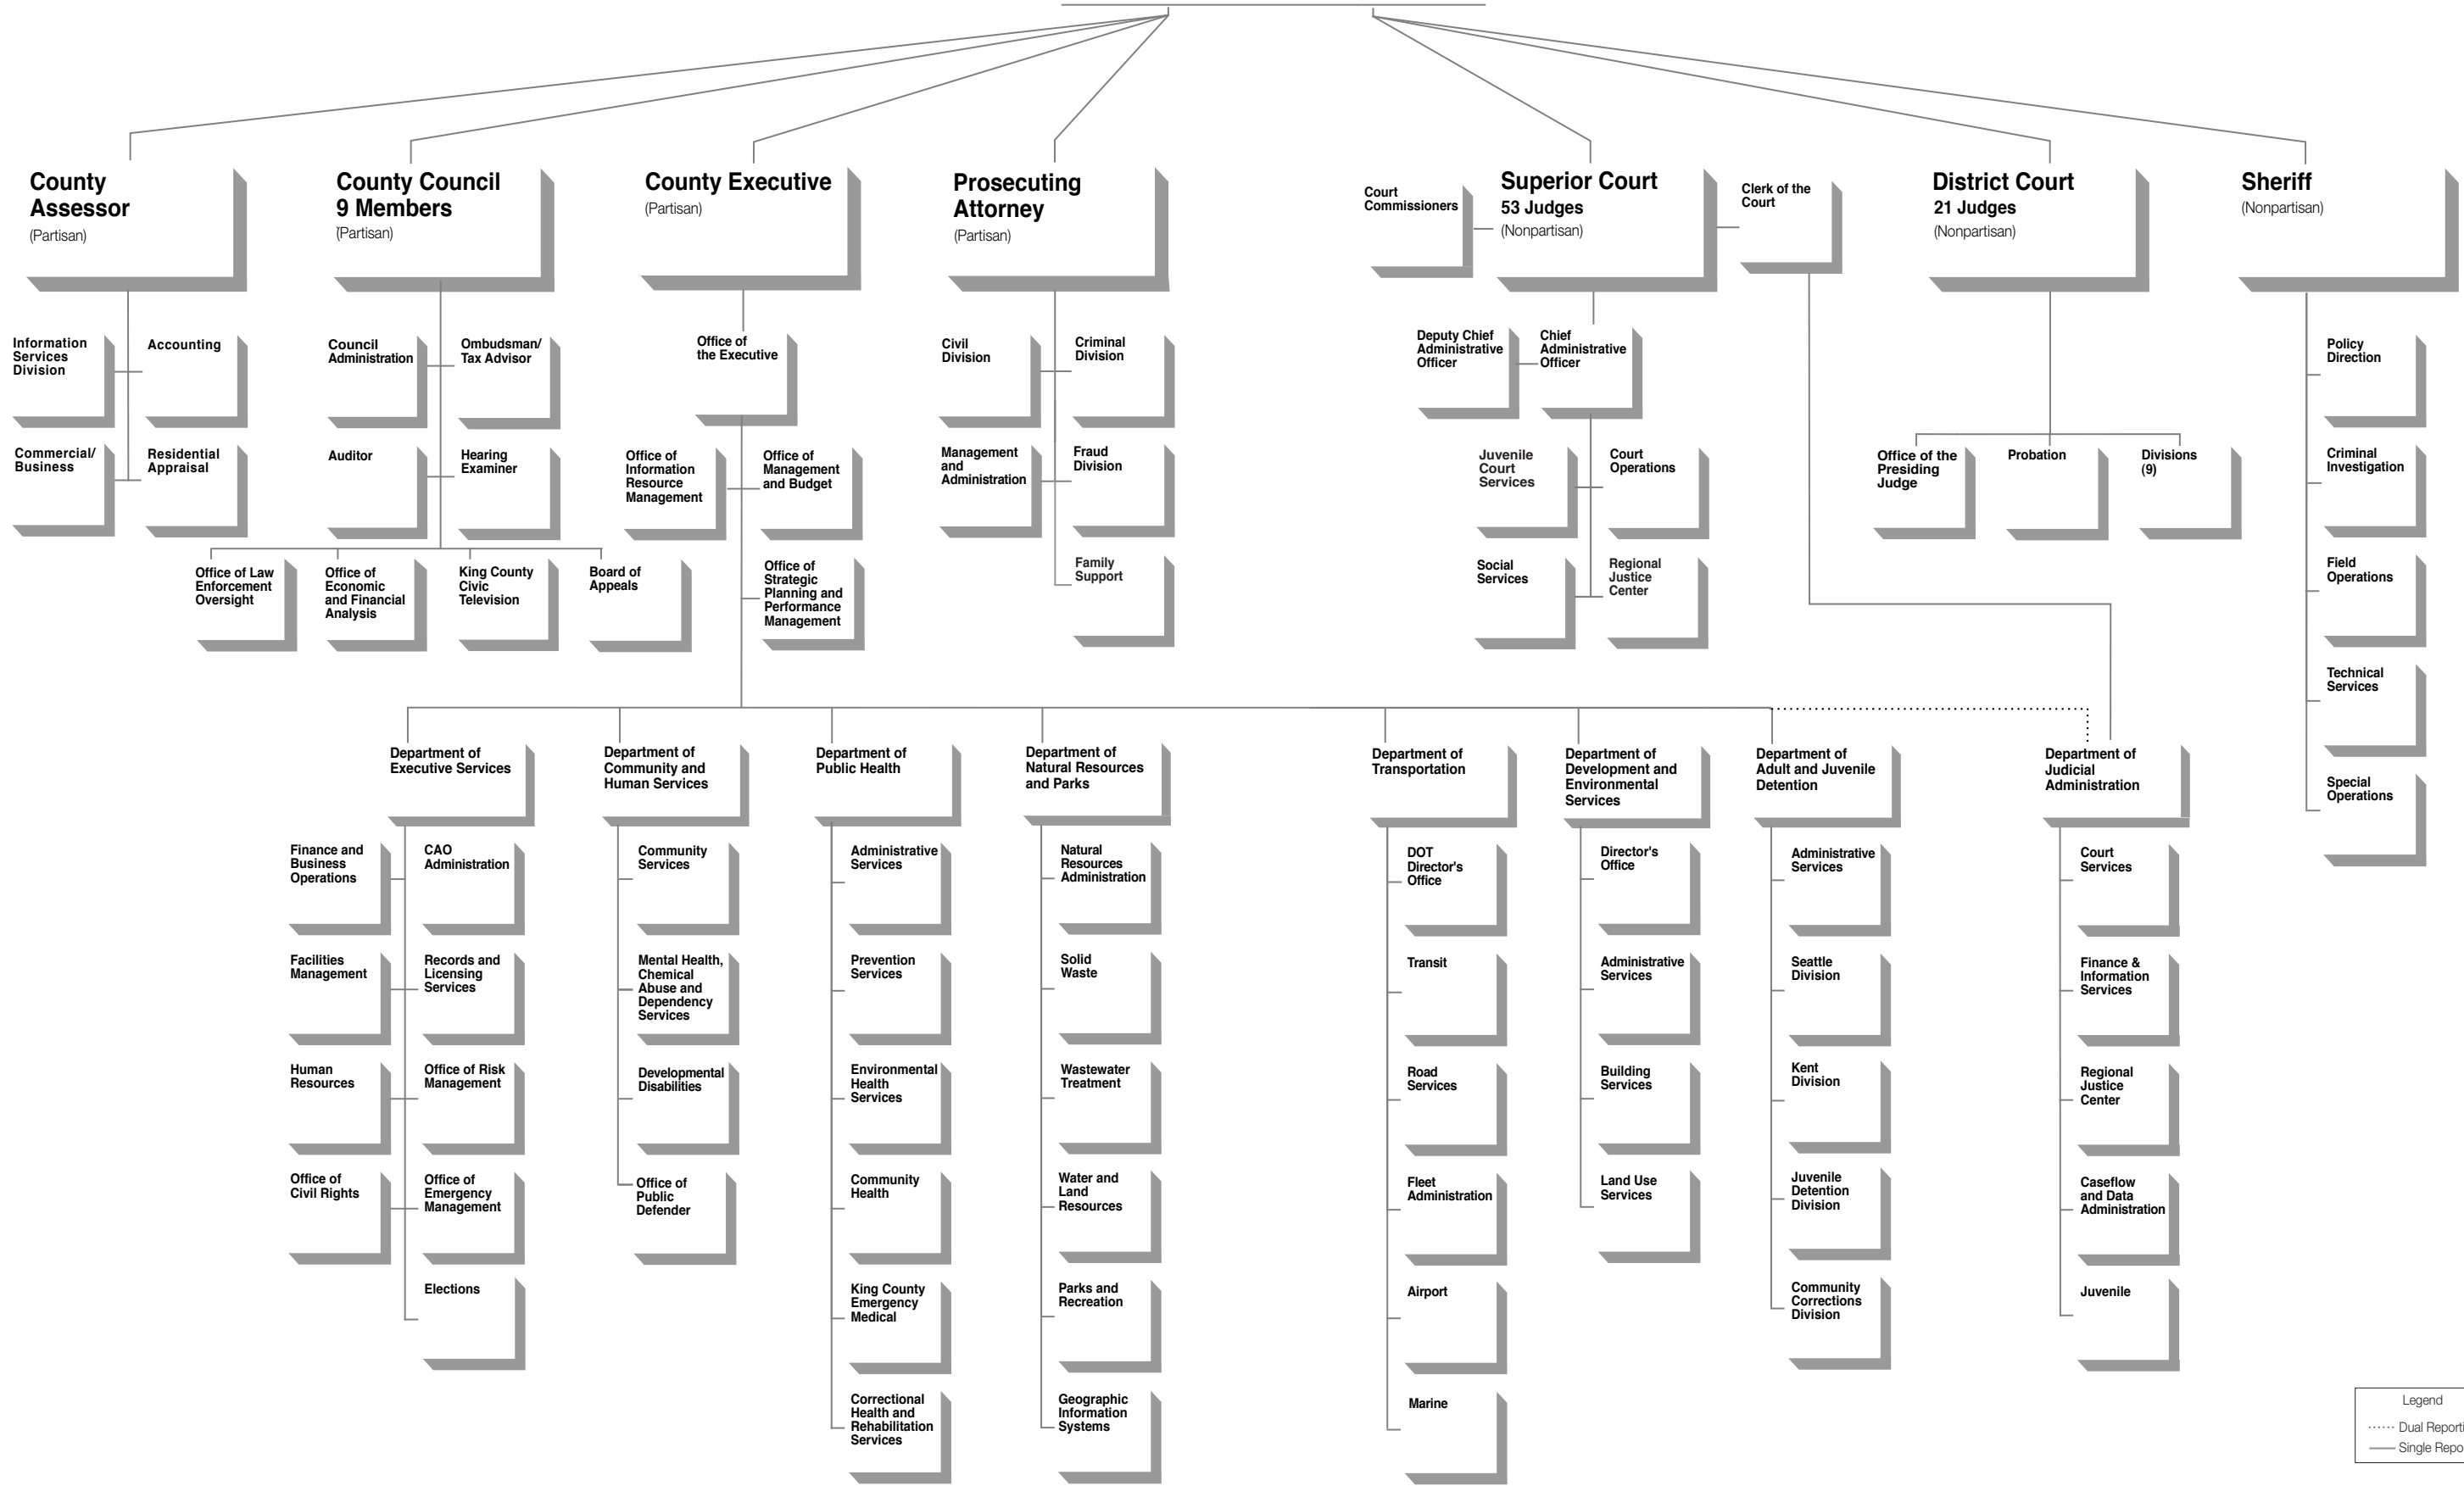 County
Assessor
(Partisan)
County Council
9 Members
(Partisan)
County Executive
(Partisan)
Prosecuting
Attorney
(Partisan)
Court
Commissioners
Superior Court
53 Judges
(Nonpartisan)
Clerk of the
Court
District Court
21 Judges
(Nonpartisan)
Sheriff
(Nonpartisan)
Information
Services
Division
Accounting
Commercial/
Business
Residential
Appraisal
Council
Administration
Ombudsman/
Tax Advisor
Auditor
Hearing
Examiner
Office of Law
Enforcement
Oversight
Office of
Economic
and Financial
Analysis
King County
Civic
Television
Board of
Appeals
Office of
the Executive
Office of
Information
Resource
Management
Office of
Management
and Budget
Office of
Strategic
Planning and
Performance
Management
Civil
Division
Criminal
Division
Management
and
Administration
Fraud
Division
Family
Support
Deputy Chief
Administrative
Officer
Chief
Administrative
Officer
Juvenile
Court
Services
Court
Operations
Social
Services
Regional
Justice
Center
Office of the
Presiding
Judge
Probation
Divisions
(9)
Policy
Direction
Criminal
Investigation
Field
Operations
Technical
Services
Special
Operations
Department of
Executive Services
Finance and
Business
Operations
CAO
Administration
Facilities
Management
Records and
Licensing
Services
Human
Resources
Office of Risk
Management
Office of
Civil Rights
Office of
Emergency
Management
Elections
Department of
Community and
Human Services
Community
Services
Mental Health,
Chemical
Abuse and
Dependency
Services
Developmental
Disabilities
Office of
Public
Defender
Department of
Public Health
Administrative
Services
Prevention
Services
Environmental
Health
Services
Community
Health
King County
Emergency
Medical
Correctional
Health and
Rehabilitation
Services
Department of
Natural Resources
and Parks
Natural
Resources
Administration
Solid
Waste
Wastewater
Treatment
Water and
Land
Resources
Parks and
Recreation
Geographic
Information
Systems
Department of
Transportation
DOT
Director's
Office
Transit
Road
Services
Fleet
Administration
Airport
Marine
Department of
Development and
Environmental
Services
Director's
Office
Administrative
Services
Building
Services
Land Use
Services
Department of
Adult and Juvenile
Detention
Administrative
Services
Seattle
Division
Kent
Division
Juvenile
Detention
Division
Community
Corrections
Division
Department of
Judicial
Administration
Court
Services
Finance &
Information
Services
Regional
Justice
Center
Caseflow
and Data
Administration
Juvenile
Legend
Dual Reporti
Single Repo